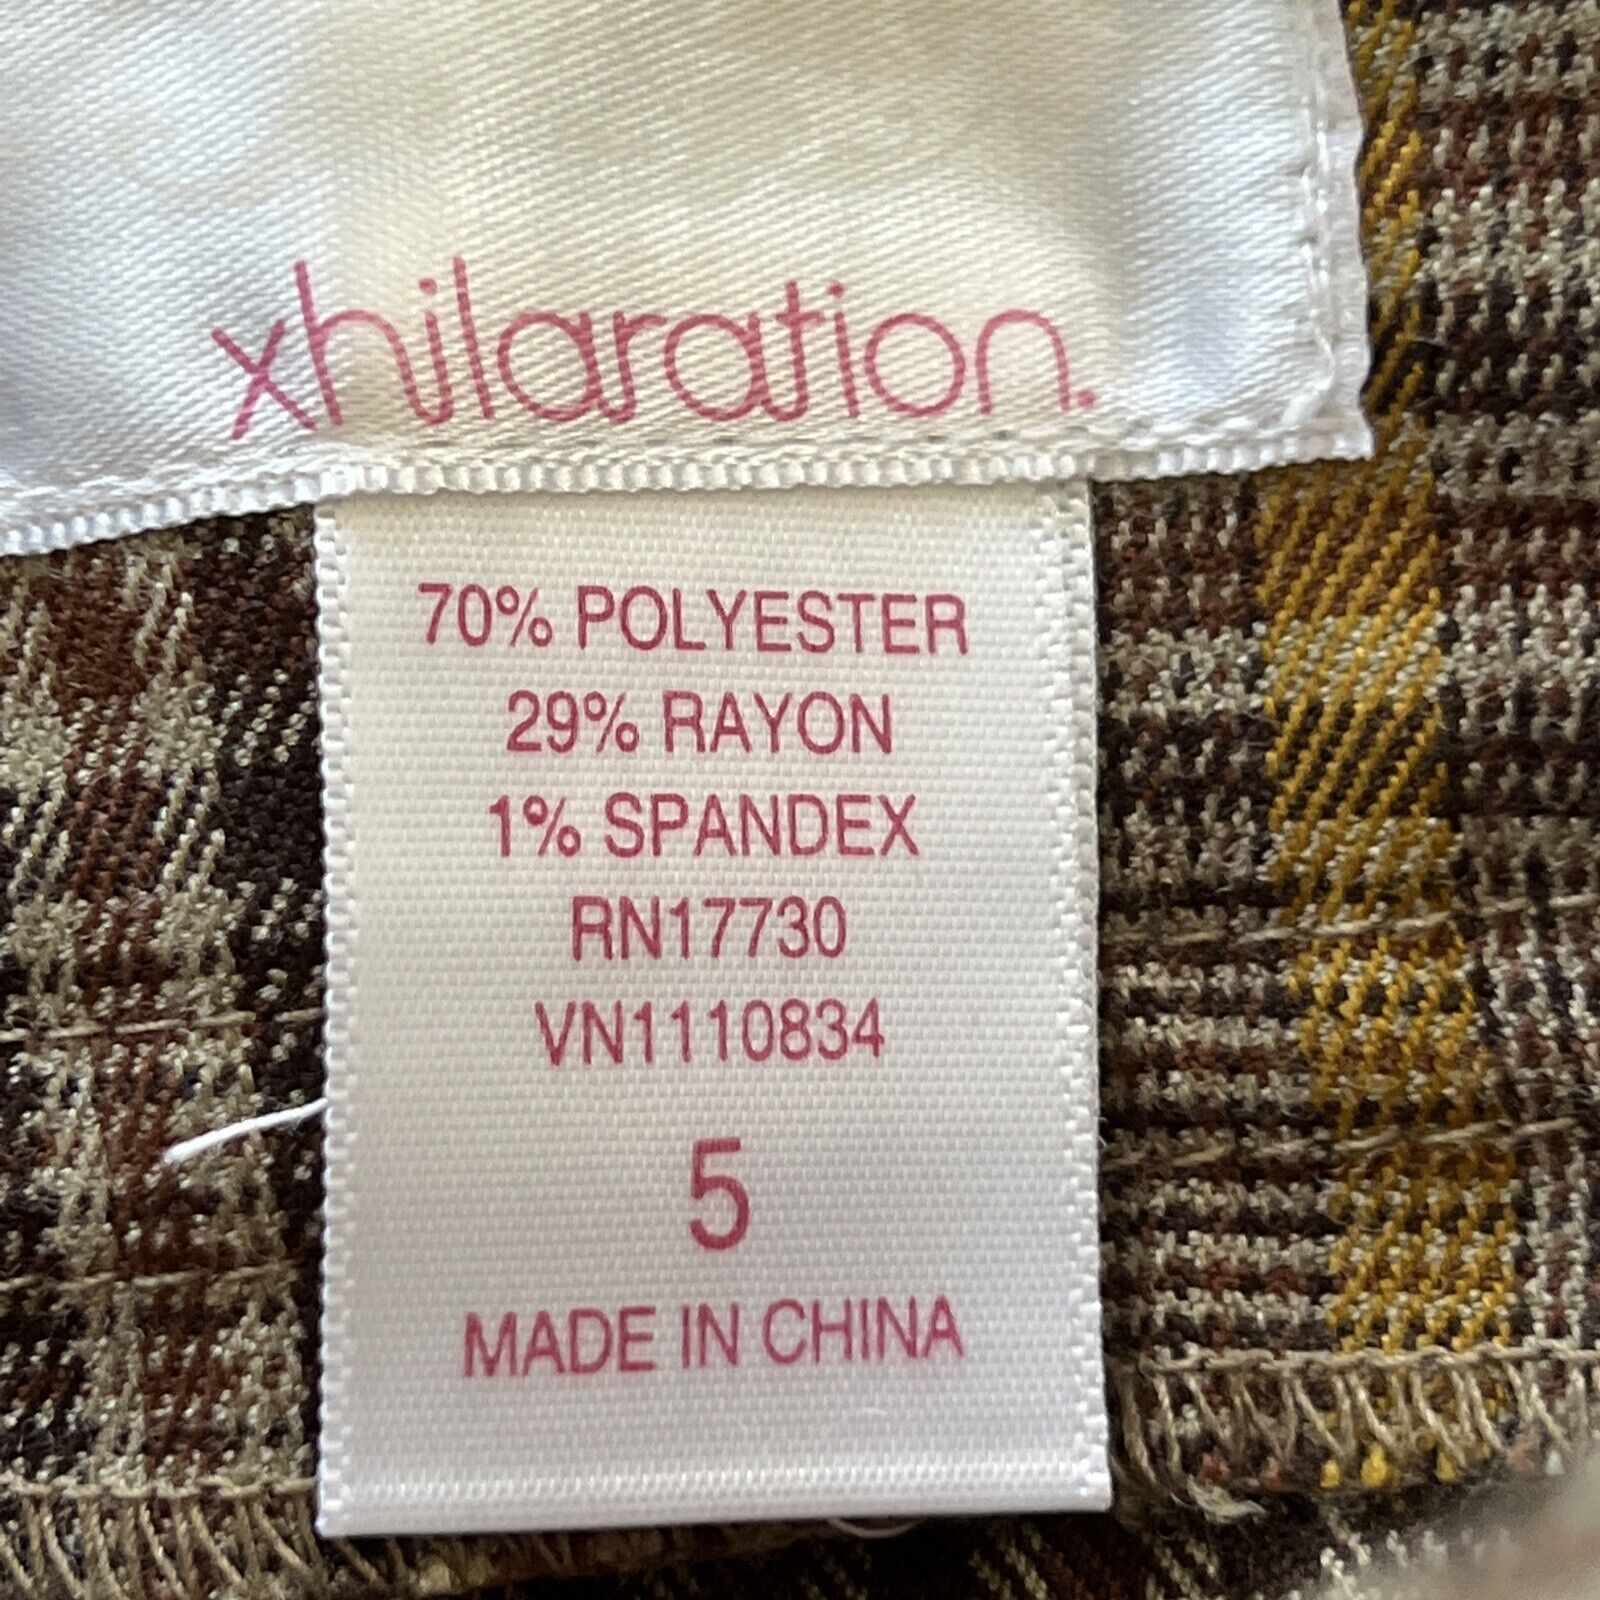 xhilaration.
70% POLYESTER
29% RAYON
1% SPANDEX
RN17730
VN1110834
5
MADE IN CHINA